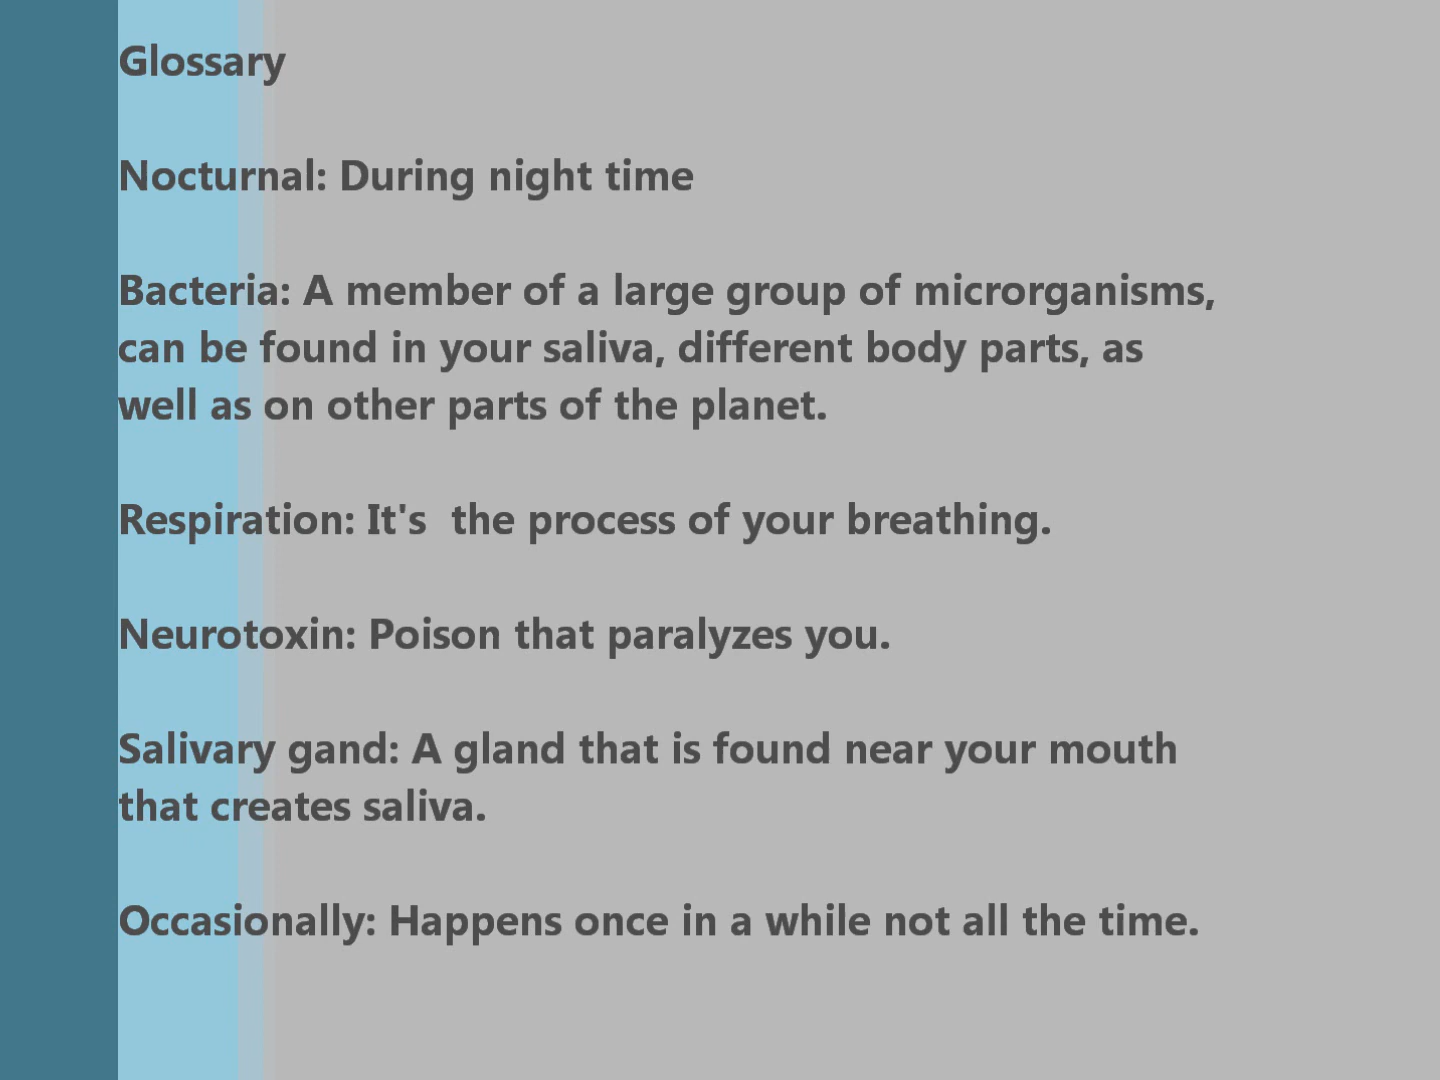 Glossary
Nocturnal: During night time
Bacteria: A member of a large group of microrganisms,
can be found in your saliva, different body parts, as
well as on other parts of the planet.
Respiration: It's  the process of your breathing.
Neurotoxin: Poison that paralyzes you.
Salivary gand: A gland that is found near your mouth
that creates saliva.
Occasionally: Happens once in a while not all the time.